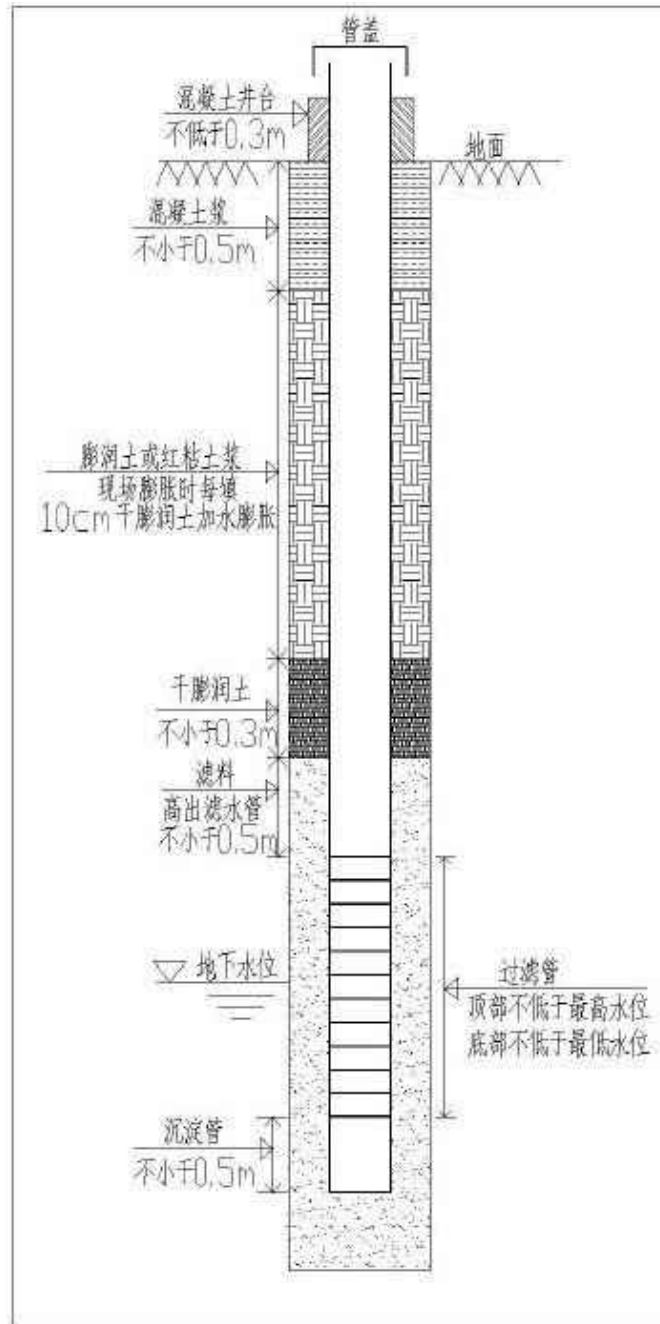 管盖
混凝土井台
不低于0.3m
地面
混凝土浆
不小于0.5m
膨润土或红粘土浆
现场膨胀时每填
10cm干膨润土加水膨胀
干膨润土
不小于0.3m
滤料
高出滤水管
不小于0.5m
地下水位
过滤管
顶部不低于最高水位
底部不低于最低水位
沉淀管
不小于0.5m